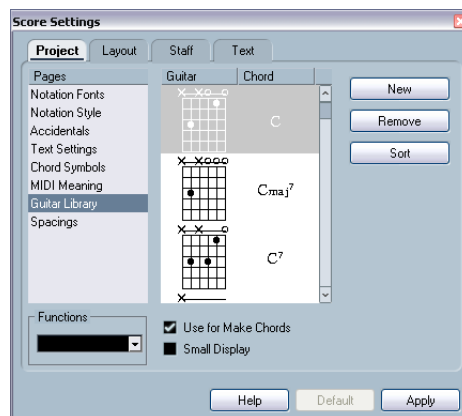 Score Settings
Project Layout Staff Text
Pages
Notation Fonts
Notation Style
Accidentals
Text Settings
Chord Symbols
MIDI Meaning
Guitar Library
Spacings
Guitar Chord
x x o o
C
x x o o o
Cmaj7
x x o
C7
x
New
Remove
Sort
Functions
Use for Make Chords
Small Display
Help Default Apply